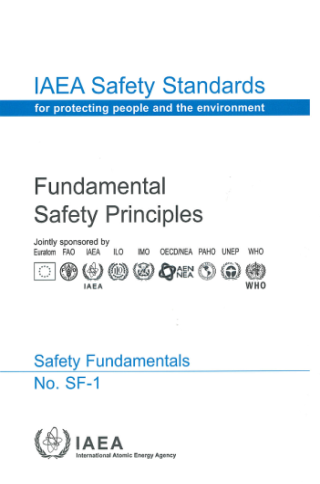 IAEA Safety Standards
for protecting people and the environment
Fundamental
Safety Principles
Jointly sponsored by
Euratom FAO IAEA ILO IMO OECD/NEA PAHO UNEP WHO
AEN
NEA
IAEA
WHO
Safety Fundamentals
No. SF-1
IAEA
International Atomic Energy Agency